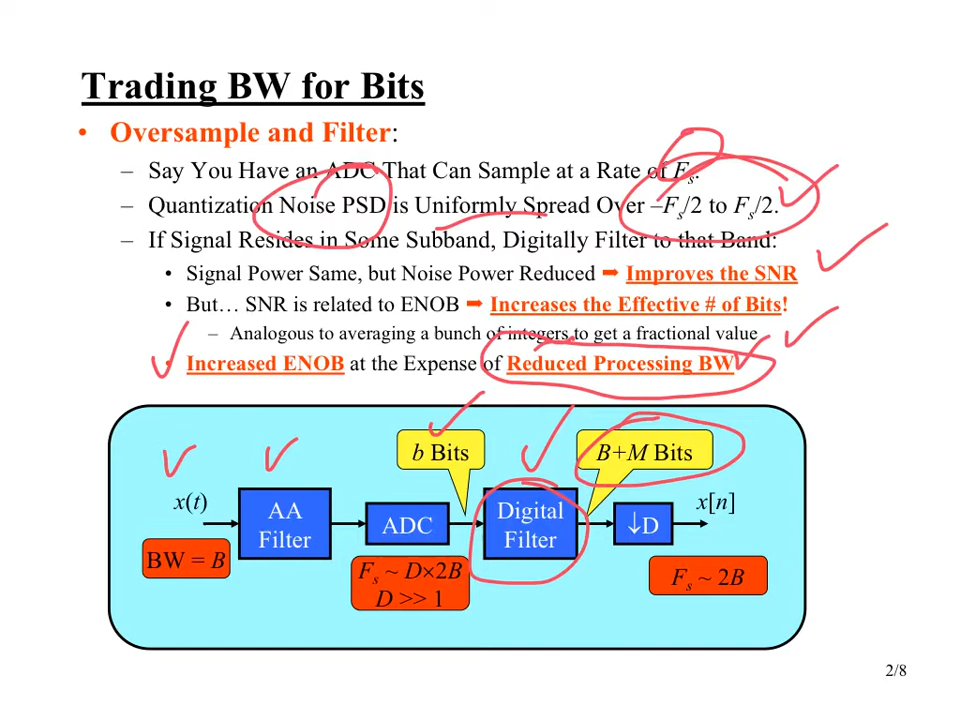 Trading BW for Bits
• Oversample and Filter:
– Say You Have an ADC That Can Sample at a Rate of Fs.
– Quantization Noise PSD is Uniformly Spread Over –Fs/2 to Fs/2.
– If Signal Resides in Some Subband, Digitally Filter to that Band:
• Signal Power Same, but Noise Power Reduced ➡ Improves the SNR
• But… SNR is related to ENOB ➡ Increases the Effective # of Bits!
– Analogous to averaging a bunch of integers to get a fractional value
• Increased ENOB at the Expense of Reduced Processing BW
b Bits
B+M Bits
x(t)
AA
Filter
ADC
Digital
Filter
↓D
x[n]
BW = B
Fs ~ D×2B
D >> 1
Fs ~ 2B
2/8